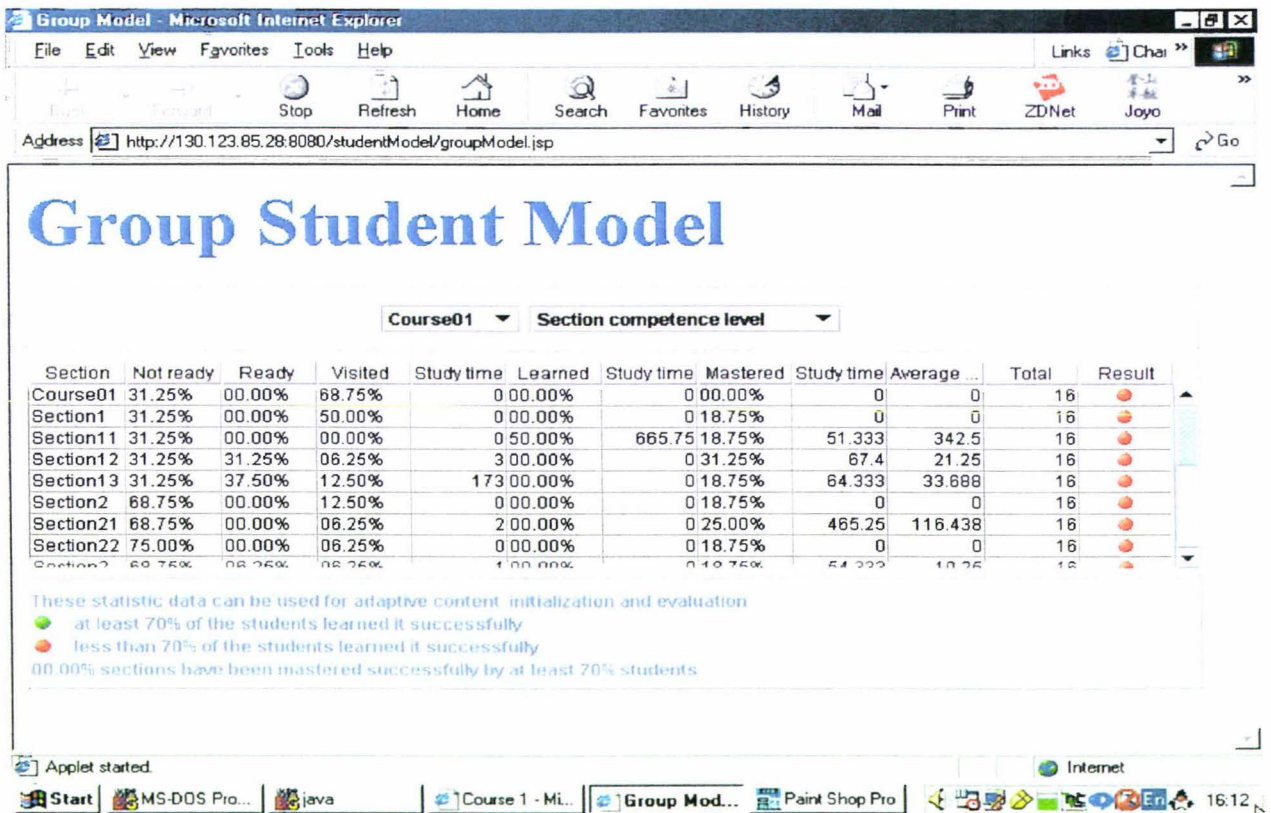 Group Model - Microsoft Internet Explorer
File Edit View Favorites Tools Help Links Char »
Back Forward Stop Refresh Home Search Favorites History Mail Print ZDNet Joyo »
Address http://130.123.85.28:8080/studentModel/groupModel.jsp Go
Group Student Model
Course01 Section competence level
Section Not ready Ready Visited Study time Learned Study time Mastered Study time Average ... Total Result
Course01 31.25% 00.00% 68.75% 0 00.00% 0 00.00% 0 0 16
Section1 31.25% 00.00% 50.00% 0 00.00% 0 18.75% 0 0 16
Section11 31.25% 00.00% 00.00% 0 50.00% 665.75 18.75% 51.333 342.5 16
Section12 31.25% 31.25% 06.25% 3 00.00% 0 31.25% 67.4 21.25 16
Section13 31.25% 37.50% 12.50% 173 00.00% 0 18.75% 64.333 33.688 16
Section2 68.75% 00.00% 12.50% 0 00.00% 0 18.75% 0 0 16
Section21 68.75% 00.00% 06.25% 2 00.00% 0 25.00% 465.25 116.438 16
Section22 75.00% 00.00% 06.25% 0 00.00% 0 18.75% 0 0 16
These statistic data can be used for adaptive content initialization and evaluation
at least 70% of the students learned it successfully
less than 70% of the students learned it successfully
00.00% sections have been mastered successfully by at least 70% students
Applet started. Internet
Start MS-DOS Pro... java Course 1 - Mi... Group Mod... Paint Shop Pro En 16:12